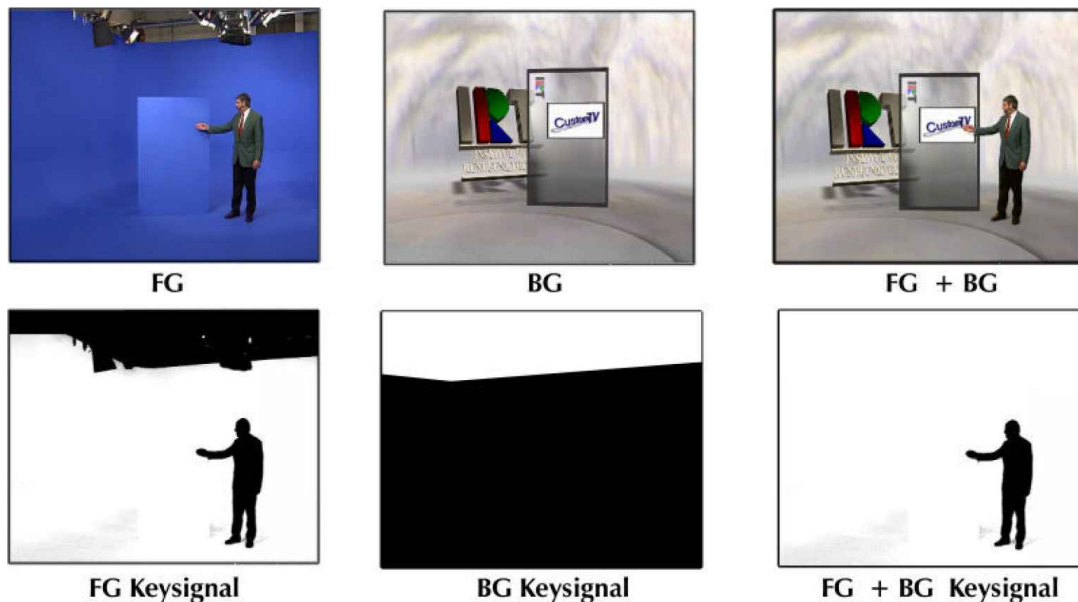 CustomTV
CustomTV
FG
BG
FG + BG
FG Keysignal
BG Keysignal
FG + BG Keysignal